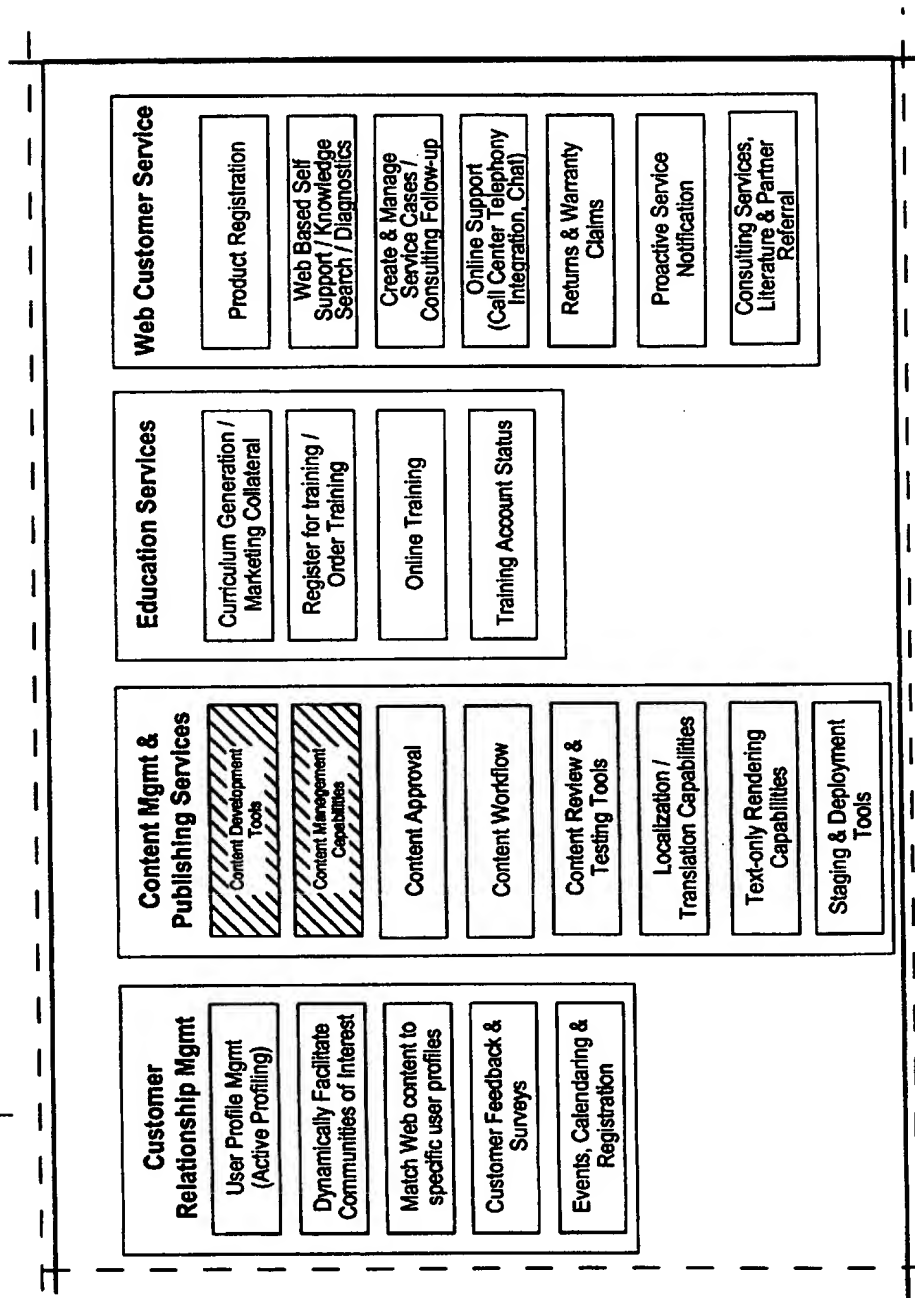 Customer
Relationship Mgmt
User Profile Mgmt
(Active Profiling)
Dynamically Facilitate
Communities of Interest
Match Web content to
specific user profiles
Customer Feedback &
Surveys
Events, Calendaring &
Registration
Content Mgmt &
Publishing Services
Content Development
Tools
Content Management
Capabilities
Content Approval
Content Workflow
Content Review &
Testing Tools
Localization /
Translation Capabilities
Text-only Rendering
Capabilities
Staging & Deployment
Tools
Education Services
Curriculum Generation /
Marketing Collateral
Register for training /
Order Training
Online Training
Training Account Status
Web Customer Service
Product Registration
Web Based Self
Support / Knowledge
Search / Diagnostics
Create & Manage
Service Cases /
Consulting Follow-up
Online Support
(Call Center Telephony
Integration, Chat)
Returns & Warranty
Claims
Proactive Service
Notification
Consulting Services,
Literature & Partner
Referral